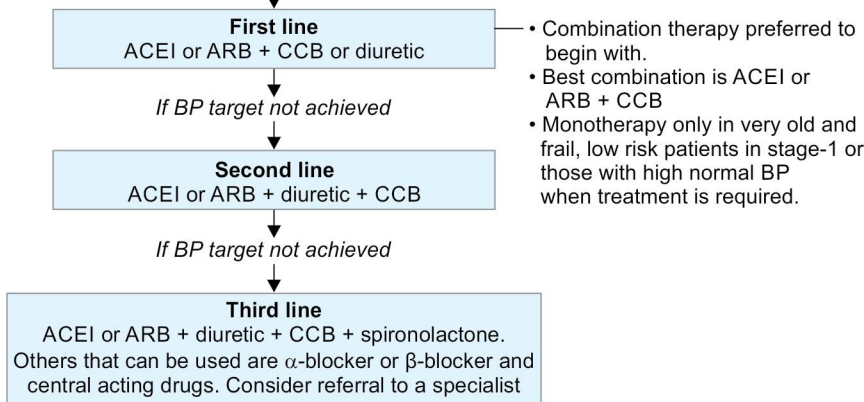 First line
ACEI or ARB + CCB or diuretic
• Combination therapy preferred to
begin with.
• Best combination is ACEI or
ARB + CCB
• Monotherapy only in very old and
frail, low risk patients in stage-1 or
those with high normal BP
when treatment is required.
If BP target not achieved
Second line
ACEI or ARB + diuretic + CCB
If BP target not achieved
Third line
ACEI or ARB + diuretic + CCB + spironolactone.
Others that can be used are α-blocker or β-blocker and
central acting drugs. Consider referral to a specialist